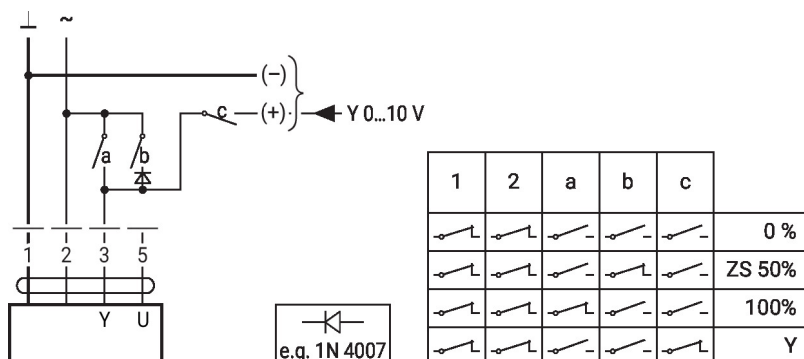 ⊥ ~
(–)
c (+) Y 0...10 V
a b
1 2 a b c
0 %
1 2 3 5
ZS 50%
100%
Y U
Y
e.g. 1N 4007